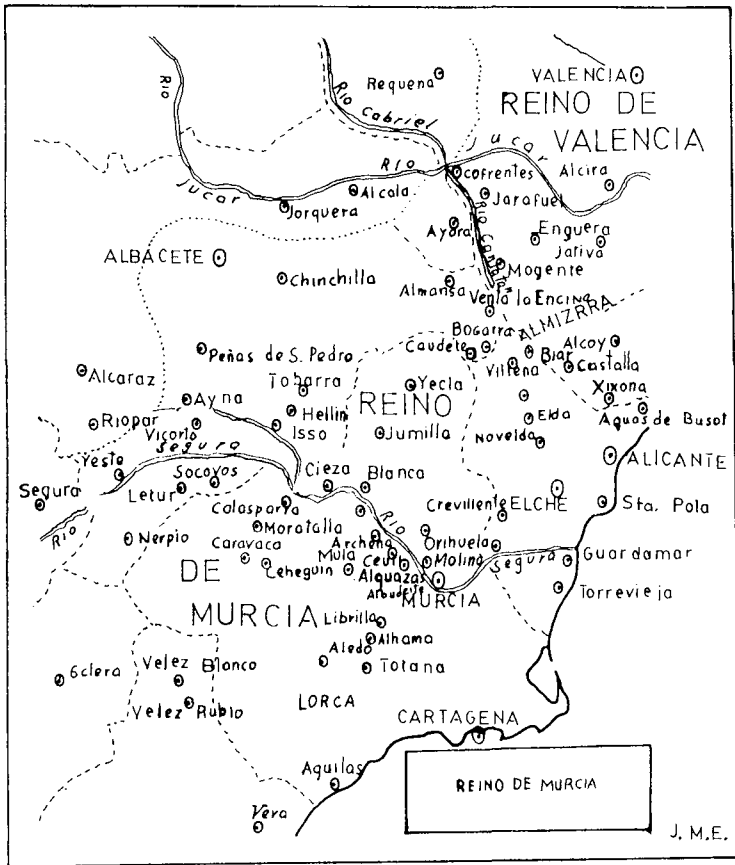 Requena
VALENCIA
REINO DE
VALENCIA
Rio
Rio Cabriel
Jucar
Rio
Jucar
Cofrentes
Alcira
Alcala
Jorquera
Jarafuel
Ayora
Rio
Enguera
Jativa
ALBACETE
Chinchilla
Mogente
Almansa
Venta la Encina
ALMIZRRA
Bogarra
Caudete
Biar
Alcoy
Villena
Castalla
Peñas de S. Pedro
Alcaraz
Tobarra
Yecla
Xixona
Ayna
REINO
Hellin
Elda
Aguas de Busot
Riopar
Vicorto
Isso
Jumilla
Novelda
Segura
ALICANTE
Yeste
Socovos
Cieza
Blanca
Segura
Letur
Crevillente
ELCHE
Sta. Pola
Calasparra
Rio
Moratalla
Rio
Nerpio
Archena
Orihuela
Caravaca
Mula
Ceuti
Molina
Segura
Guardamar
DE
Cehegin
Alguazas
Albudeite
MURCIA
Torrevieja
MURCIA
Librilla
Alhama
Aledo
Totana
Velez Blanco
Velez Rubio
LORCA
CARTAGENA
Aguilas
REINO DE MURCIA
Vera
J. M. E.